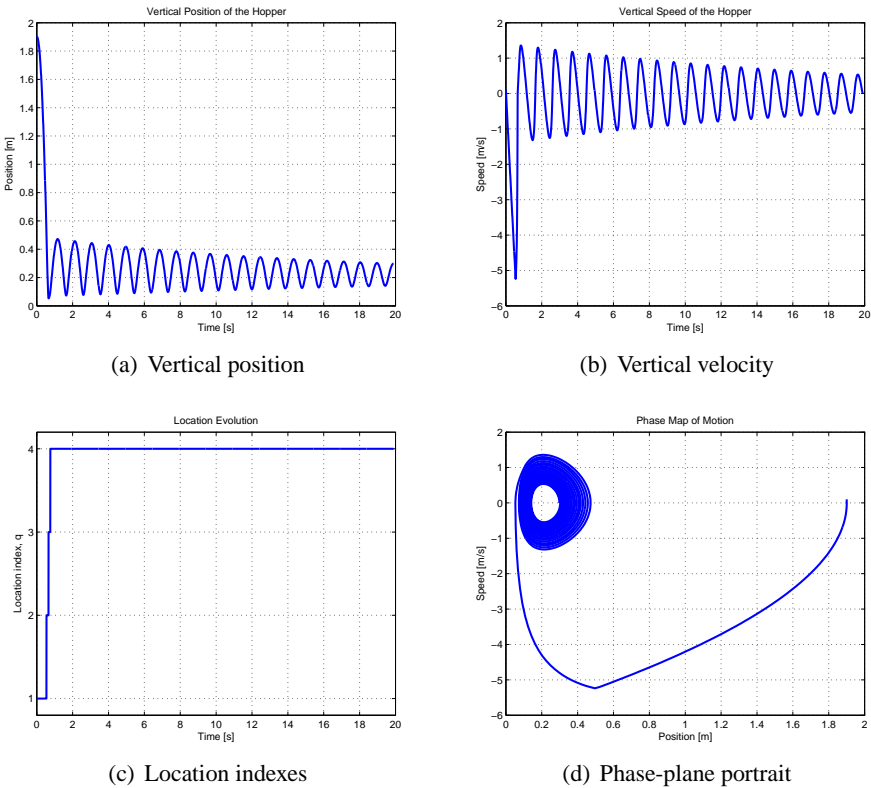 Vertical Position of the Hopper
2
1.8
1.6
1.4
1.2
1
0.8
0.6
0.4
0.2
0
Position [m]
0 2 4 6 8 10 12 14 16 18 20
Time [s]
(a) Vertical position
Vertical Speed of the Hopper
2
1
0
−1
−2
−3
−4
−5
−6
Speed [m/s]
0 2 4 6 8 10 12 14 16 18 20
Time [s]
(b) Vertical velocity
Location Evolution
4
3
2
1
Location index, q
0 2 4 6 8 10 12 14 16 18 20
Time [s]
(c) Location indexes
Phase Map of Motion
2
1
0
−1
−2
−3
−4
−5
−6
Speed [m/s]
0 0.2 0.4 0.6 0.8 1 1.2 1.4 1.6 1.8 2
Position [m]
(d) Phase-plane portrait